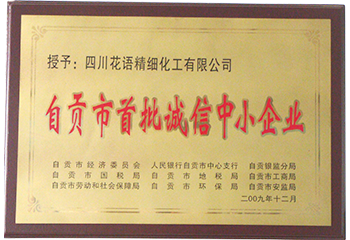 授予：四川花语精细化工有限公司
自贡市首批诚信中小企业
自贡市经济委员会 人民银行自贡市中心支行 自贡银监分局
自贡市国税局 自贡市地税局 自贡市工商局
自贡市劳动和社会保障局 自贡市环保局 自贡市安监局
二00九年十二月